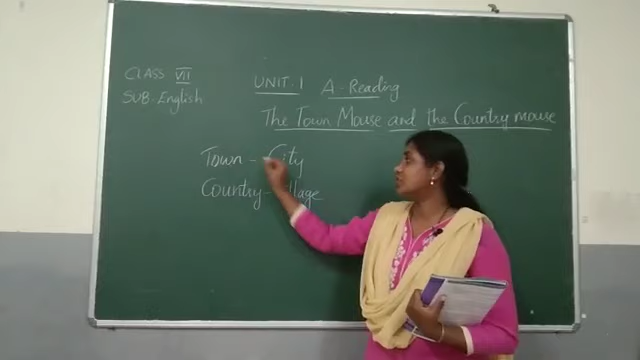 CLASS VII
SUB-English
UNIT-1 A-Reading
The Town Mouse and the Country mouse
Town - City
Country-